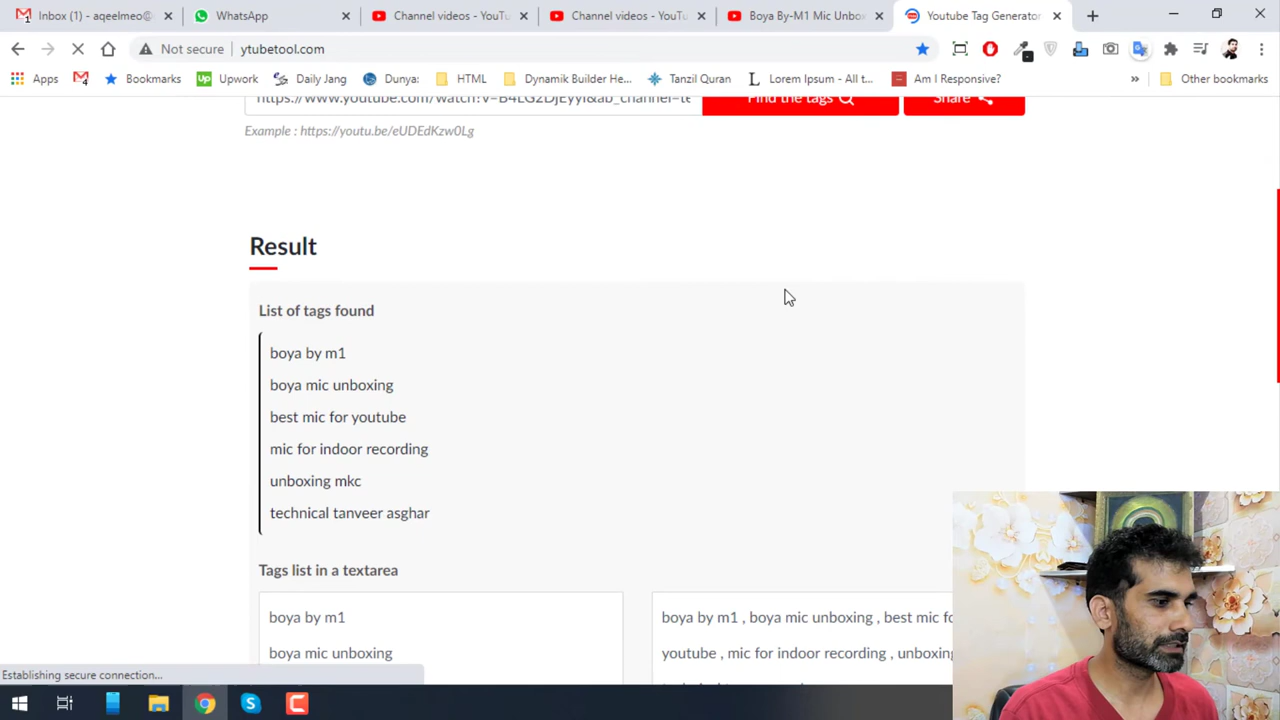 Inbox (1) - aqeelmeo@
WhatsApp
Channel videos - YouTu
Channel videos - YouTu
Boya By-M1 Mic Unbox
Youtube Tag Generator
Not secure
ytubetool.com
Apps
Bookmarks
Up Upwork
Daily Jang
Dunya:
HTML
Dynamik Builder He...
Tanzil Quran
Lorem Ipsum - All t...
Am I Responsive?
»
Other bookmarks
Find the tags
Share
Example : https://youtu.be/eUDEdKzw0Lg
Result
List of tags found
boya by m1
boya mic unboxing
best mic for youtube
mic for indoor recording
unboxing mkc
technical tanveer asghar
Tags list in a textarea
boya by m1
boya mic unboxing
boya by m1 , boya mic unboxing , best mic fo
youtube , mic for indoor recording , unboxing
Establishing secure connection...